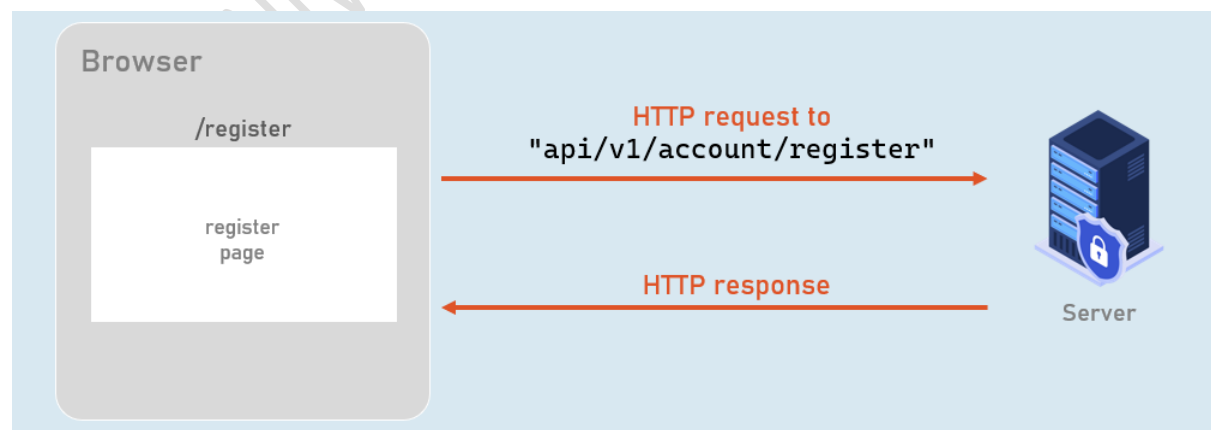 Browser
/register
register
page
HTTP request to
"api/v1/account/register"
HTTP response
Server